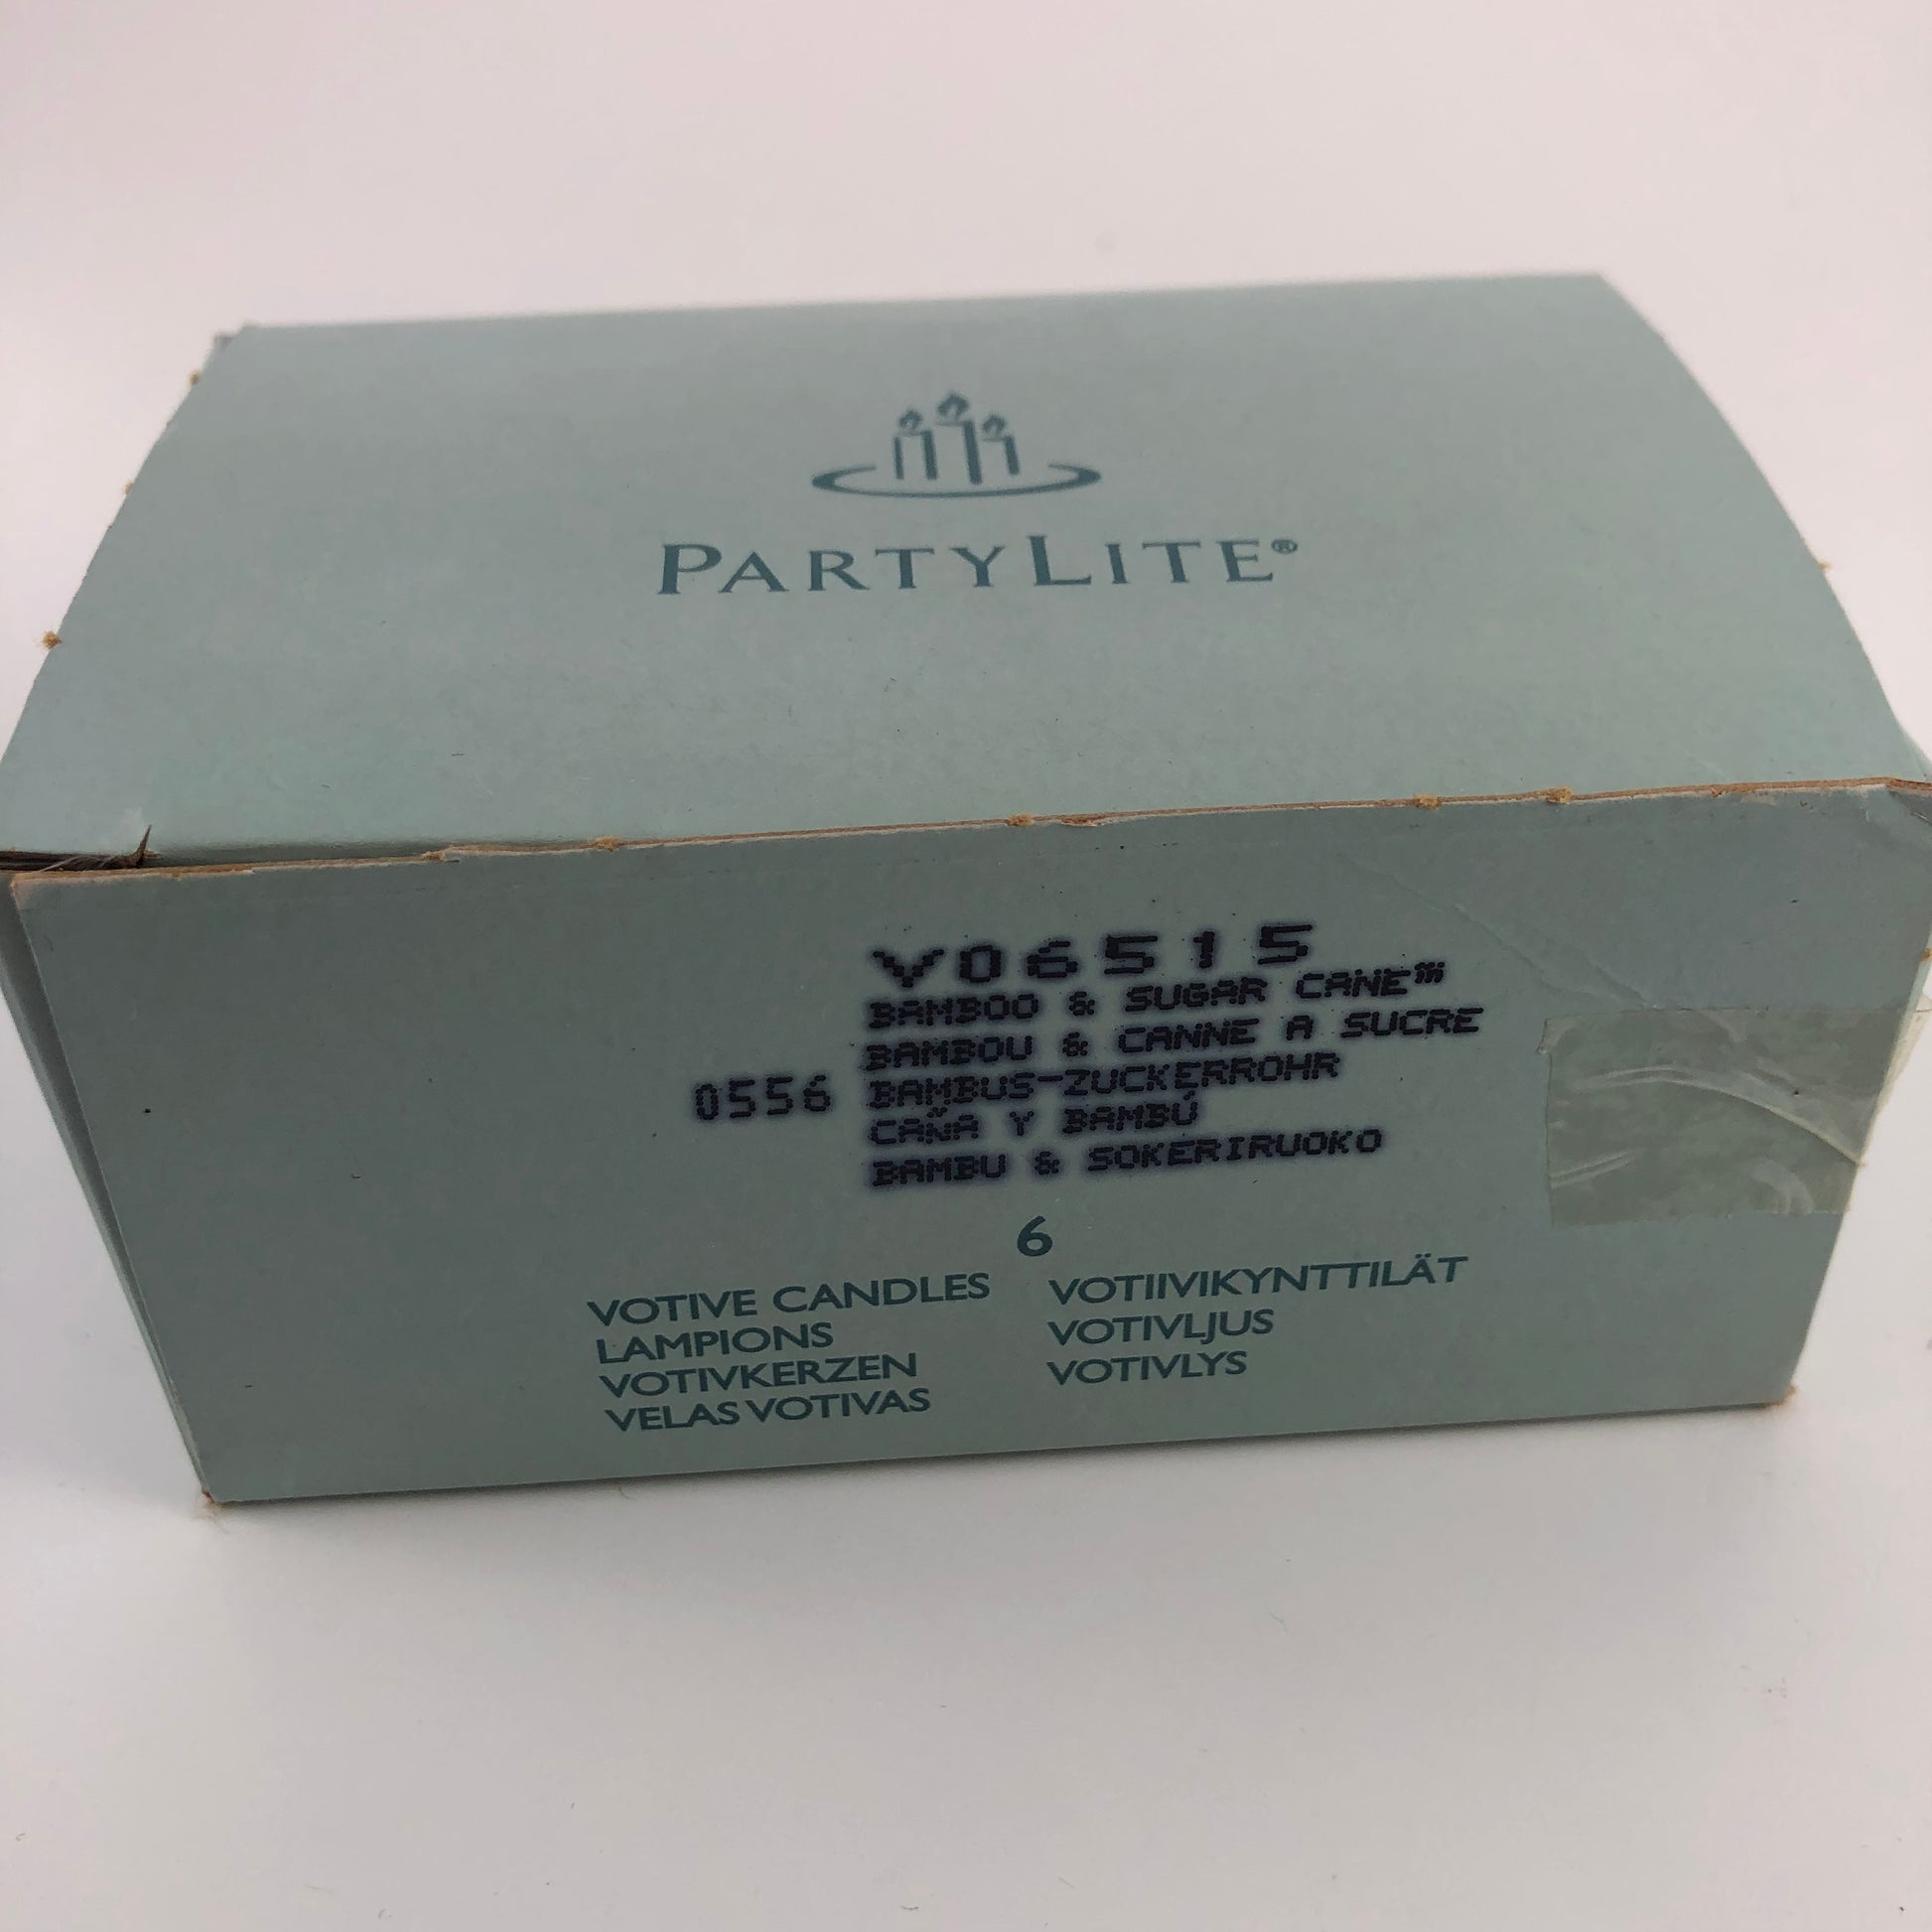 PARTYLITE®
V06515
BAMBOO & SUGAR CANE™
BAMBOU & CANNE A SUCRE
0556 BAMBUS-ZUCKERROHR
CAÑA Y BAMBÚ
BAMBU & SOKERIRUOKO
6
VOTIVE CANDLES
LAMPIONS
VOTIVKERZEN
VELAS VOTIVAS
VOTIIVIKYNTTILÄT
VOTIVLJUS
VOTIVLYS